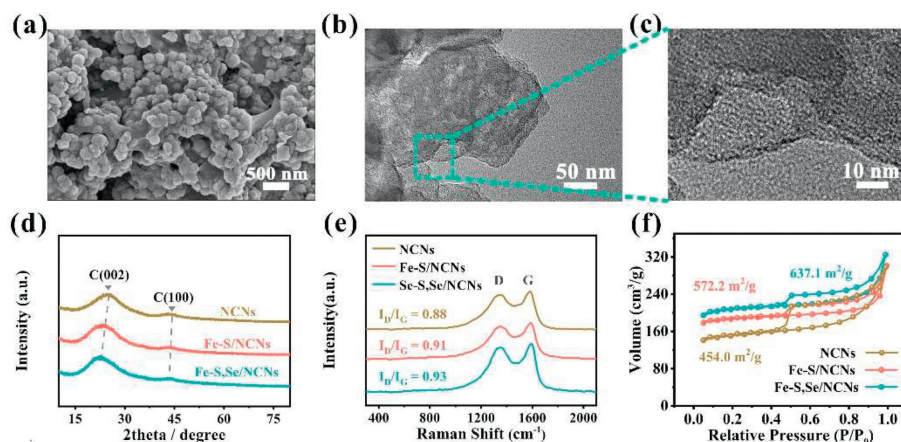 (a)
500 nm
(b)
50 nm
(c)
10 nm
(d)
C(002)
C(100)
NCNs
Fe-S/NCNs
Fe-S,Se/NCNs
Intensity(a.u.)
15 30 45 60 75
2theta / degree
(e)
NCNs
Fe-S/NCNs
Se-S,Se/NCNs
D G
I_D/I_G = 0.88
I_D/I_G = 0.91
I_D/I_G = 0.93
Intensity(a.u.)
400 800 1200 1600 2000
Raman Shift (cm⁻¹)
(f)
320
240
160
80
0
Volume (cm³/g)
572.2 m²/g
637.1 m²/g
454.0 m²/g
NCNs
Fe-S/NCNs
Fe-S,Se/NCNs
0.0 0.2 0.4 0.6 0.8 1.0
Relative Pressure (P/P₀)